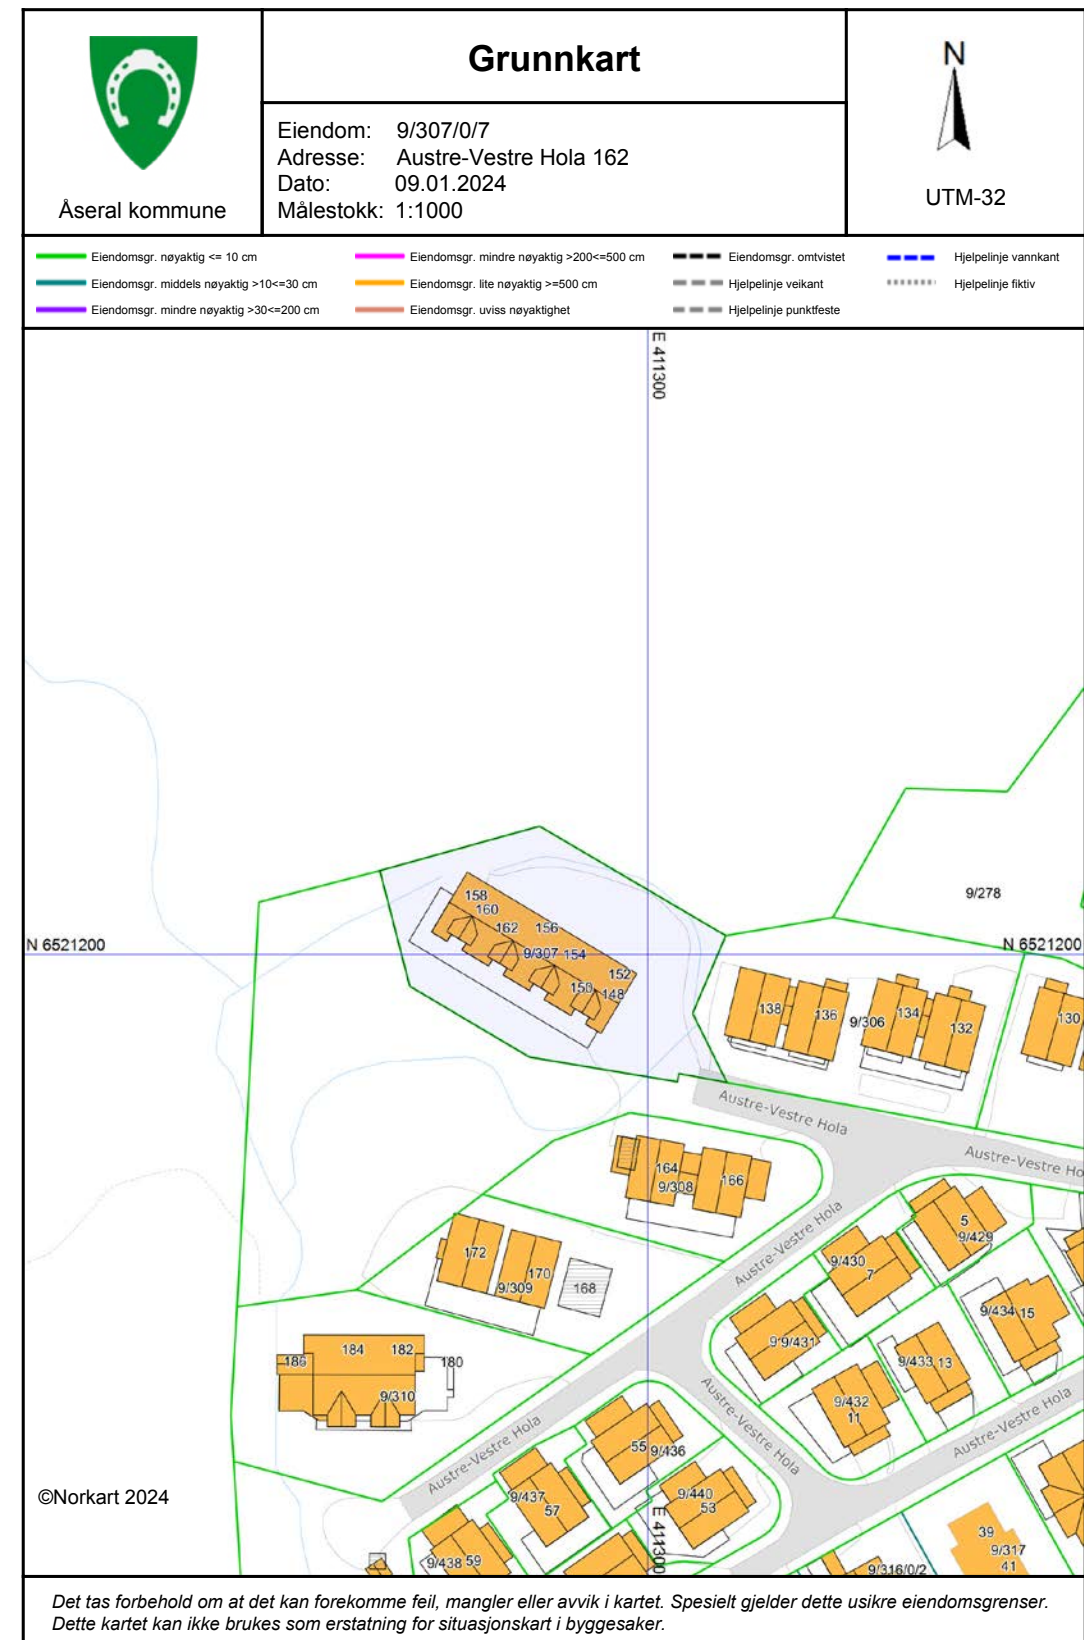 Grunnkart
Eiendom: 9/307/0/7
Adresse: Austre-Vestre Hola 162
Dato: 09.01.2024
Målestokk: 1:1000
Åseral kommune
N
UTM-32
Eiendomsgr. nøyaktig <= 10 cm
Eiendomsgr. middels nøyaktig >10<=30 cm
Eiendomsgr. mindre nøyaktig >30<=200 cm
Eiendomsgr. mindre nøyaktig >200<=500 cm
Eiendomsgr. lite nøyaktig >=500 cm
Eiendomsgr. uviss nøyaktighet
Eiendomsgr. omtvistet
Hjelpelinje veikant
Hjelpelinje punktfeste
Hjelpelinje vannkant
Hjelpelinje fiktiv
E 411300
9/278
N 6521200
N 6521200
158
160
162
156
9/307
154
152
150
148
138
136
9/306
134
132
130
Austre-Vestre Hola
Austre-Vestre Ho
164
9/308
166
Austre-Vestre Hola
5
9/429
9/430
7
172
170
9/309
168
9/434 15
9
9/431
9/433 13
186
184
182
180
9/310
9/432
11
Austre-Vestre Hola
Austre-Vestre Hola
Austre-Vestre Hola
55
9/436
9/437
57
9/440
53
©Norkart 2024
E 411300
39
9/317
41
9/438 59
9/316/0/2
Det tas forbehold om at det kan forekomme feil, mangler eller avvik i kartet. Spesielt gjelder dette usikre eiendomsgrenser.
Dette kartet kan ikke brukes som erstatning for situasjonskart i byggesaker.